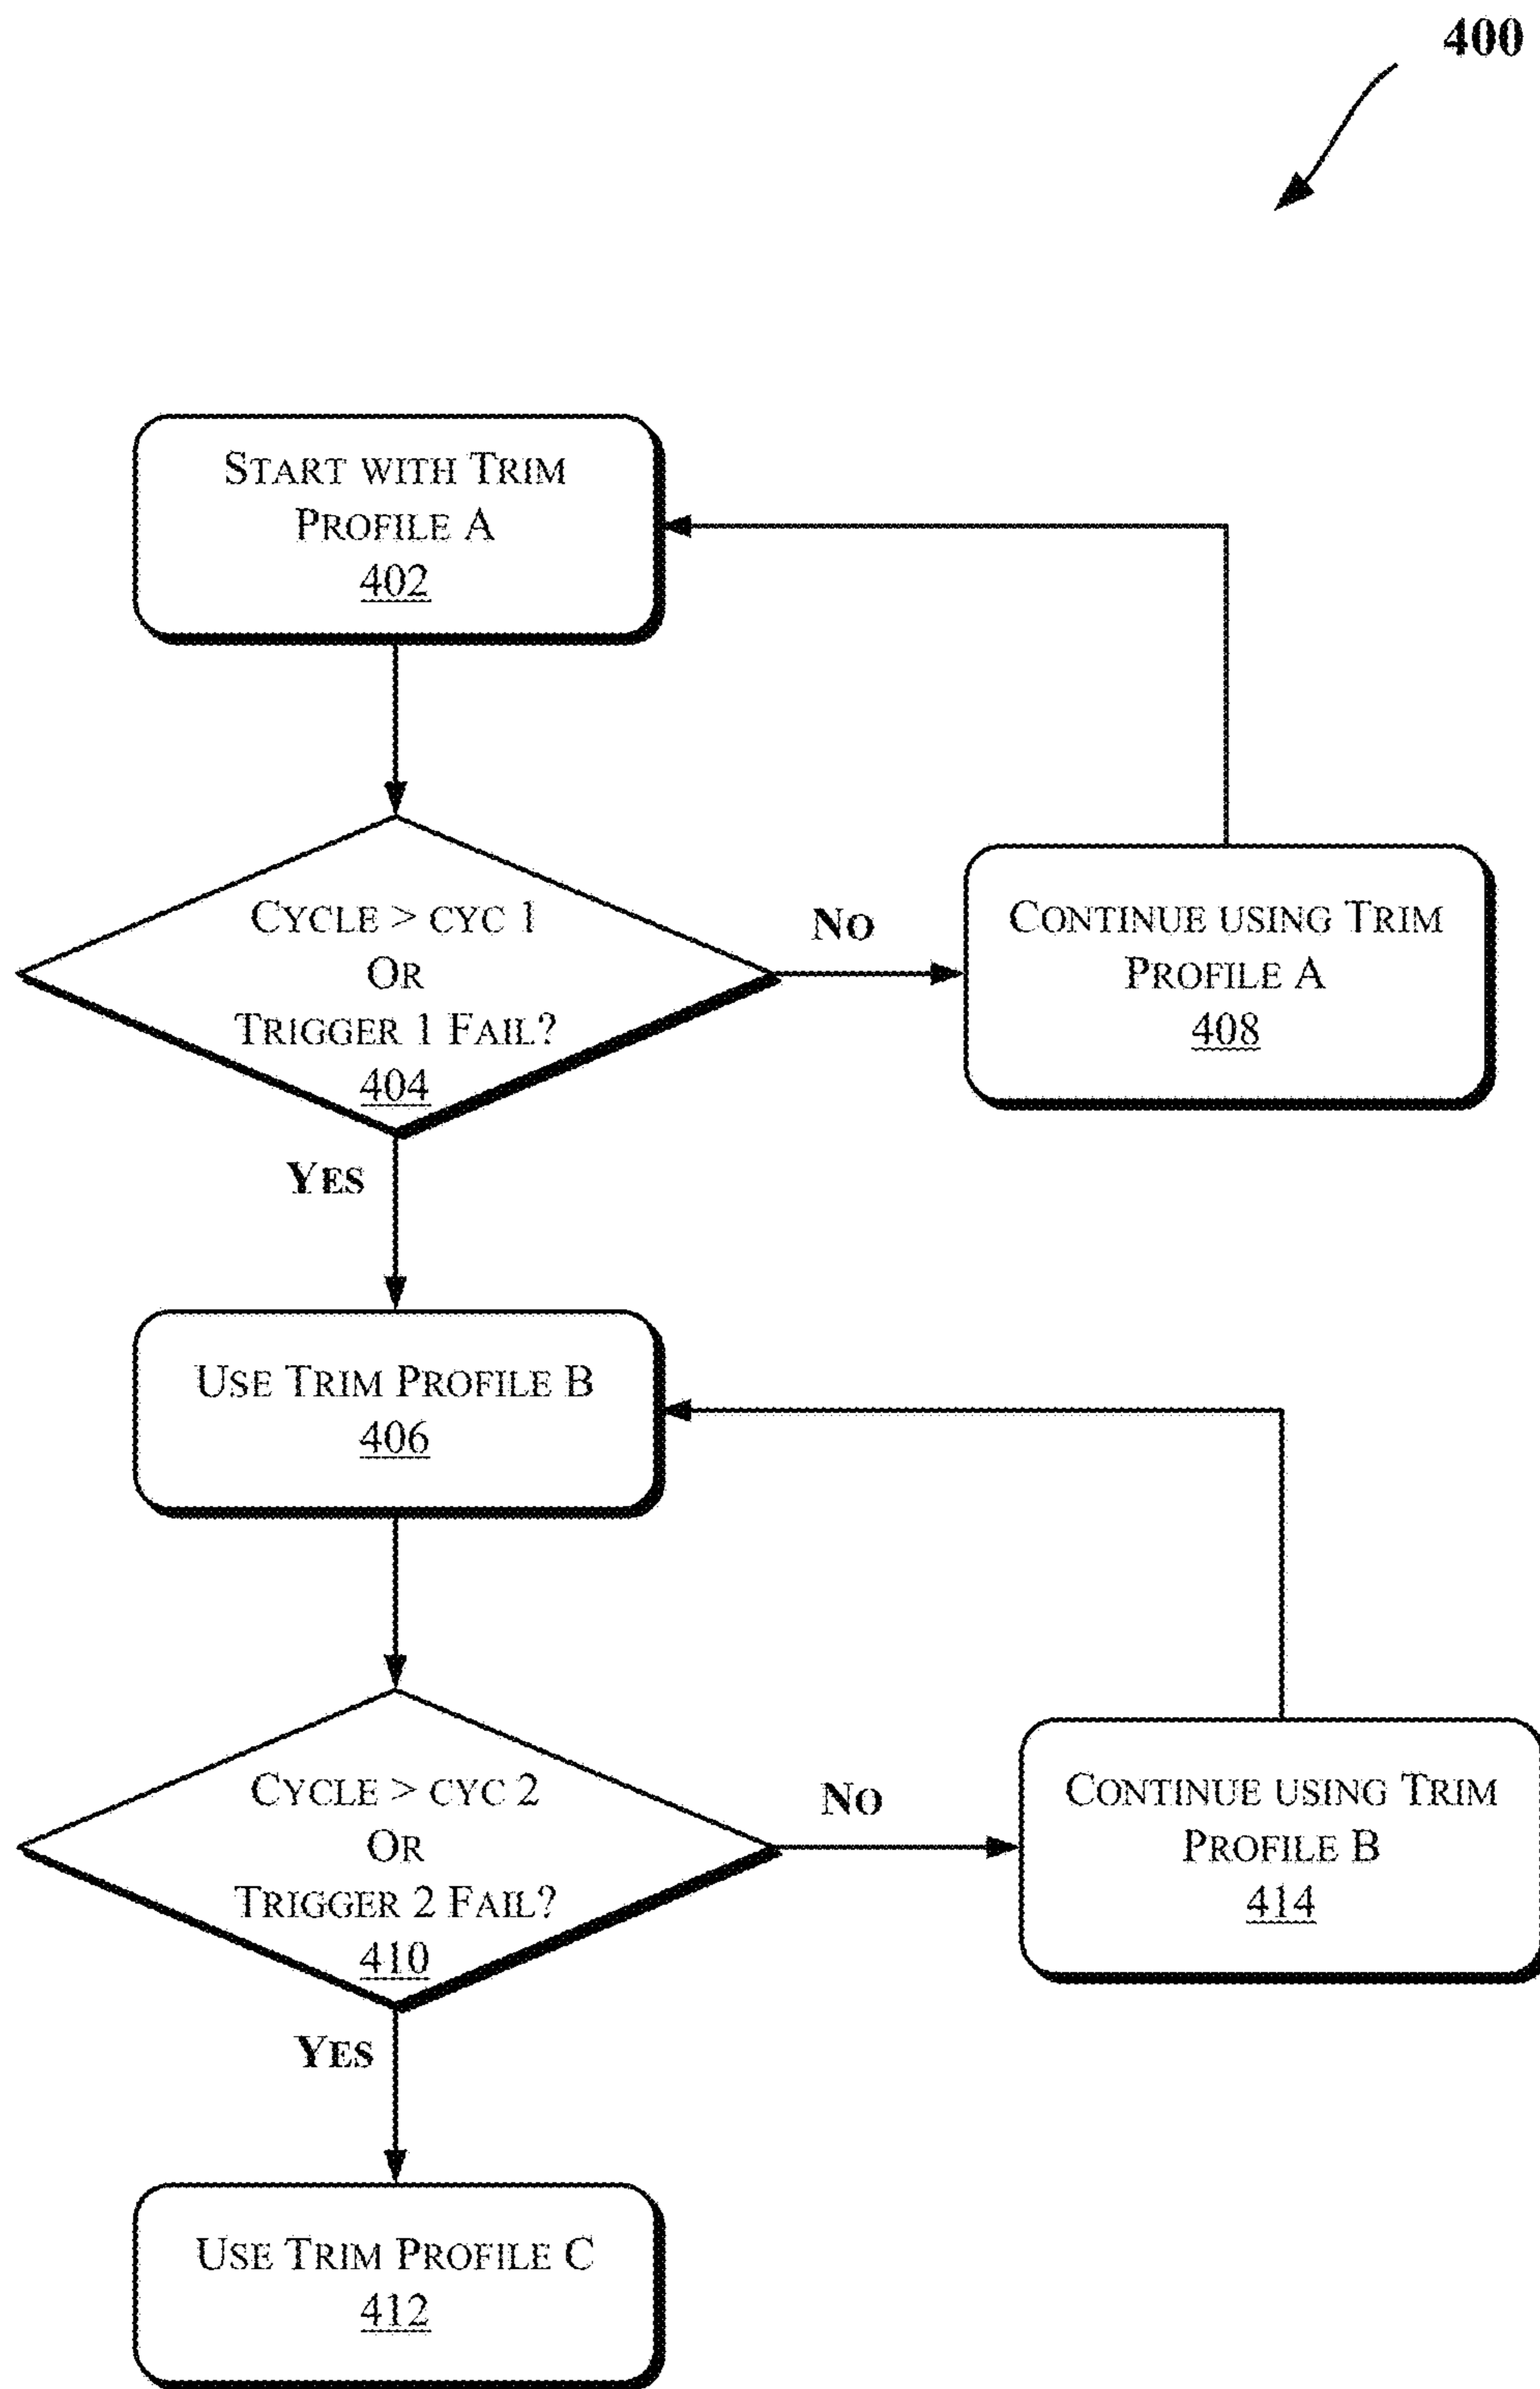 400
START WITH TRIM
PROFILE A
402
CYCLE > CYC 1
OR
TRIGGER 1 FAIL?
404
NO
CONTINUE USING TRIM
PROFILE A
408
YES
USE TRIM PROFILE B
406
CYCLE > CYC 2
OR
TRIGGER 2 FAIL?
410
NO
CONTINUE USING TRIM
PROFILE B
414
YES
USE TRIM PROFILE C
412